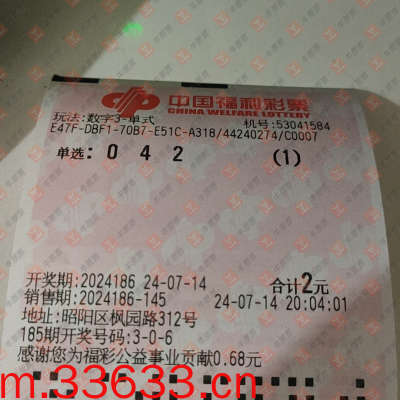 中国福利彩票
CHINA WELFARE LOTTERY
玩法:数字3-单式 机号:53041584
E47F-DBF1-70B7-E51C-A318/44240274/C0007
单选: 0 4 2 (1)
开奖期:2024186 24-07-14 合计2元
销售期:2024186-145 24-07-14 20:04:01
地址:昭阳区枫园路312号
185期开奖号码:3-0-6
感谢您为福彩公益事业贡献0.68元
m.33633.cn